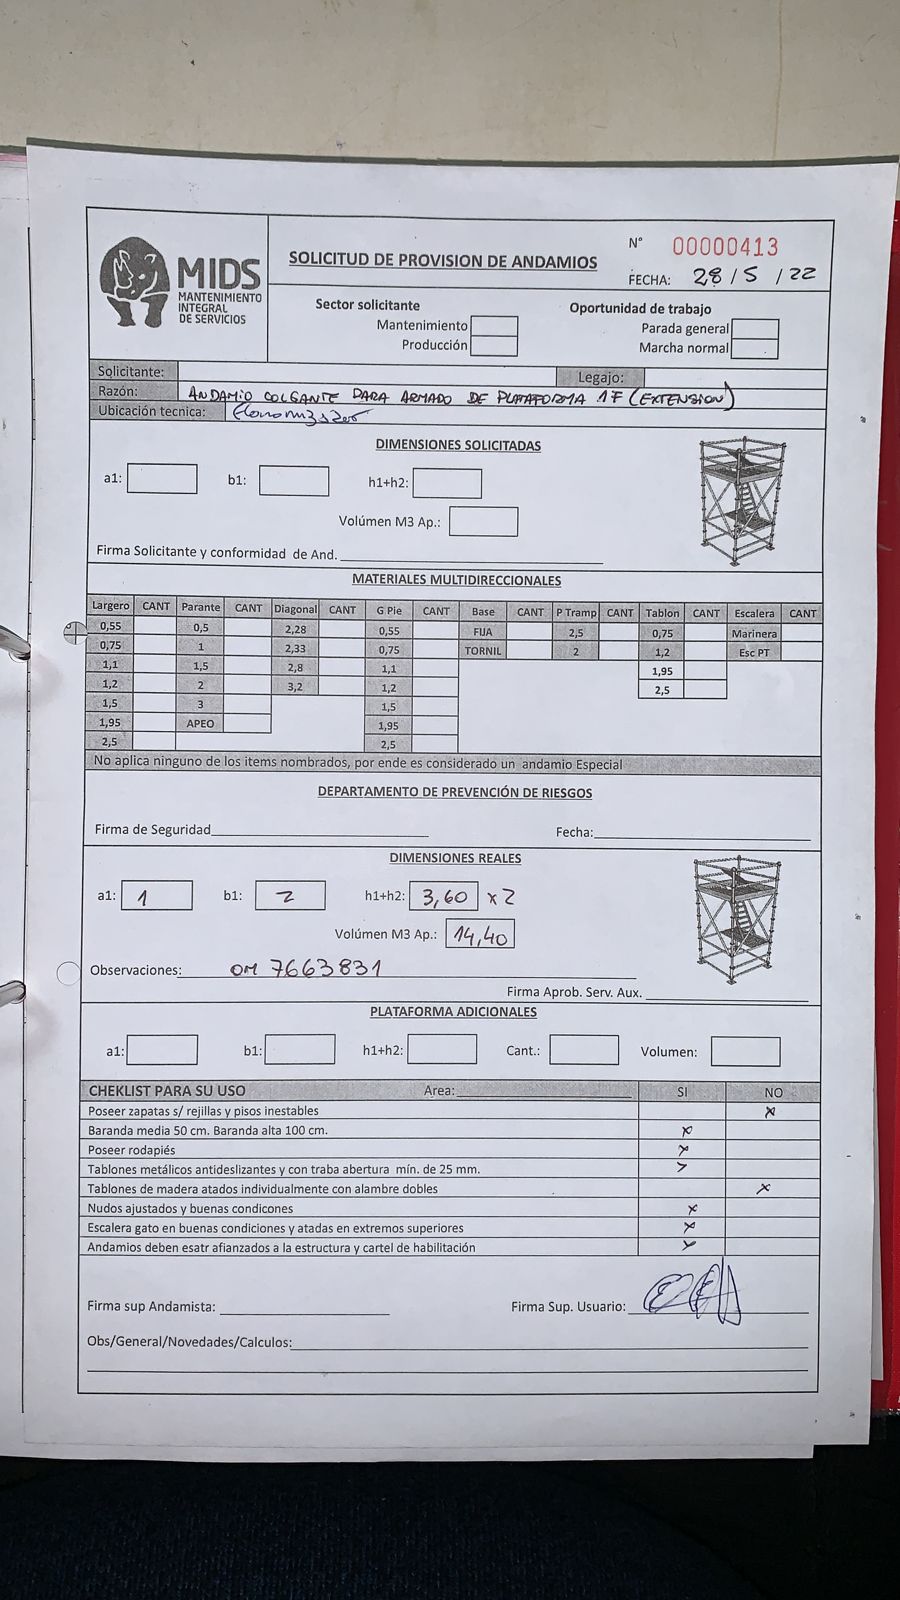 MIDS
MANTENIMIENTO
INTEGRAL
DE SERVICIOS
SOLICITUD DE PROVISION DE ANDAMIOS
N° 00000413
FECHA: 28 / 5 / 22
Sector solicitante
Mantenimiento
Producción
Oportunidad de trabajo
Parada general
Marcha normal
Solicitante:
Legajo:
Razón: ANDAMIO COLGANTE PARA ARMADO DE PLATAFORMA 1F (EXTENSION)
Ubicación tecnica: Economizador
DIMENSIONES SOLICITADAS
a1: b1: h1+h2:
Volúmen M3 Ap.:
Firma Solicitante y conformidad de And.
MATERIALES MULTIDIRECCIONALES
Largero CANT Parante CANT Diagonal CANT G Pie CANT Base CANT P Tramp CANT Tablon CANT Escalera CANT
0,55 0,5 2,28 0,55 FIJA 2,5 0,75 Marinera
0,75 1 2,33 0,75 TORNIL 2 1,2 Esc PT
1,1 1,5 2,8 1,1 1,95
1,2 2 3,2 1,2 2,5
1,5 3 1,5
1,95 APEO 1,95
2,5 2,5
No aplica ninguno de los items nombrados, por ende es considerado un andamio Especial
DEPARTAMENTO DE PREVENCIÓN DE RIESGOS
Firma de Seguridad Fecha:
DIMENSIONES REALES
a1: 1 b1: 2 h1+h2: 3,60 x 2
Volúmen M3 Ap.: 14,40
Observaciones: OM 7663831
Firma Aprob. Serv. Aux.
PLATAFORMA ADICIONALES
a1: b1: h1+h2: Cant.: Volumen:
CHEKLIST PARA SU USO Area: SI NO
Poseer zapatas s/ rejillas y pisos inestables x
Baranda media 50 cm. Baranda alta 100 cm. x
Poseer rodapiés x
Tablones metálicos antideslizantes y con traba abertura mín. de 25 mm. x
Tablones de madera atados individualmente con alambre dobles x
Nudos ajustados y buenas condicones x
Escalera gato en buenas condiciones y atadas en extremos superiores x
Andamios deben esatr afianzados a la estructura y cartel de habilitación x
Firma sup Andamista: Firma Sup. Usuario:
Obs/General/Novedades/Calculos: